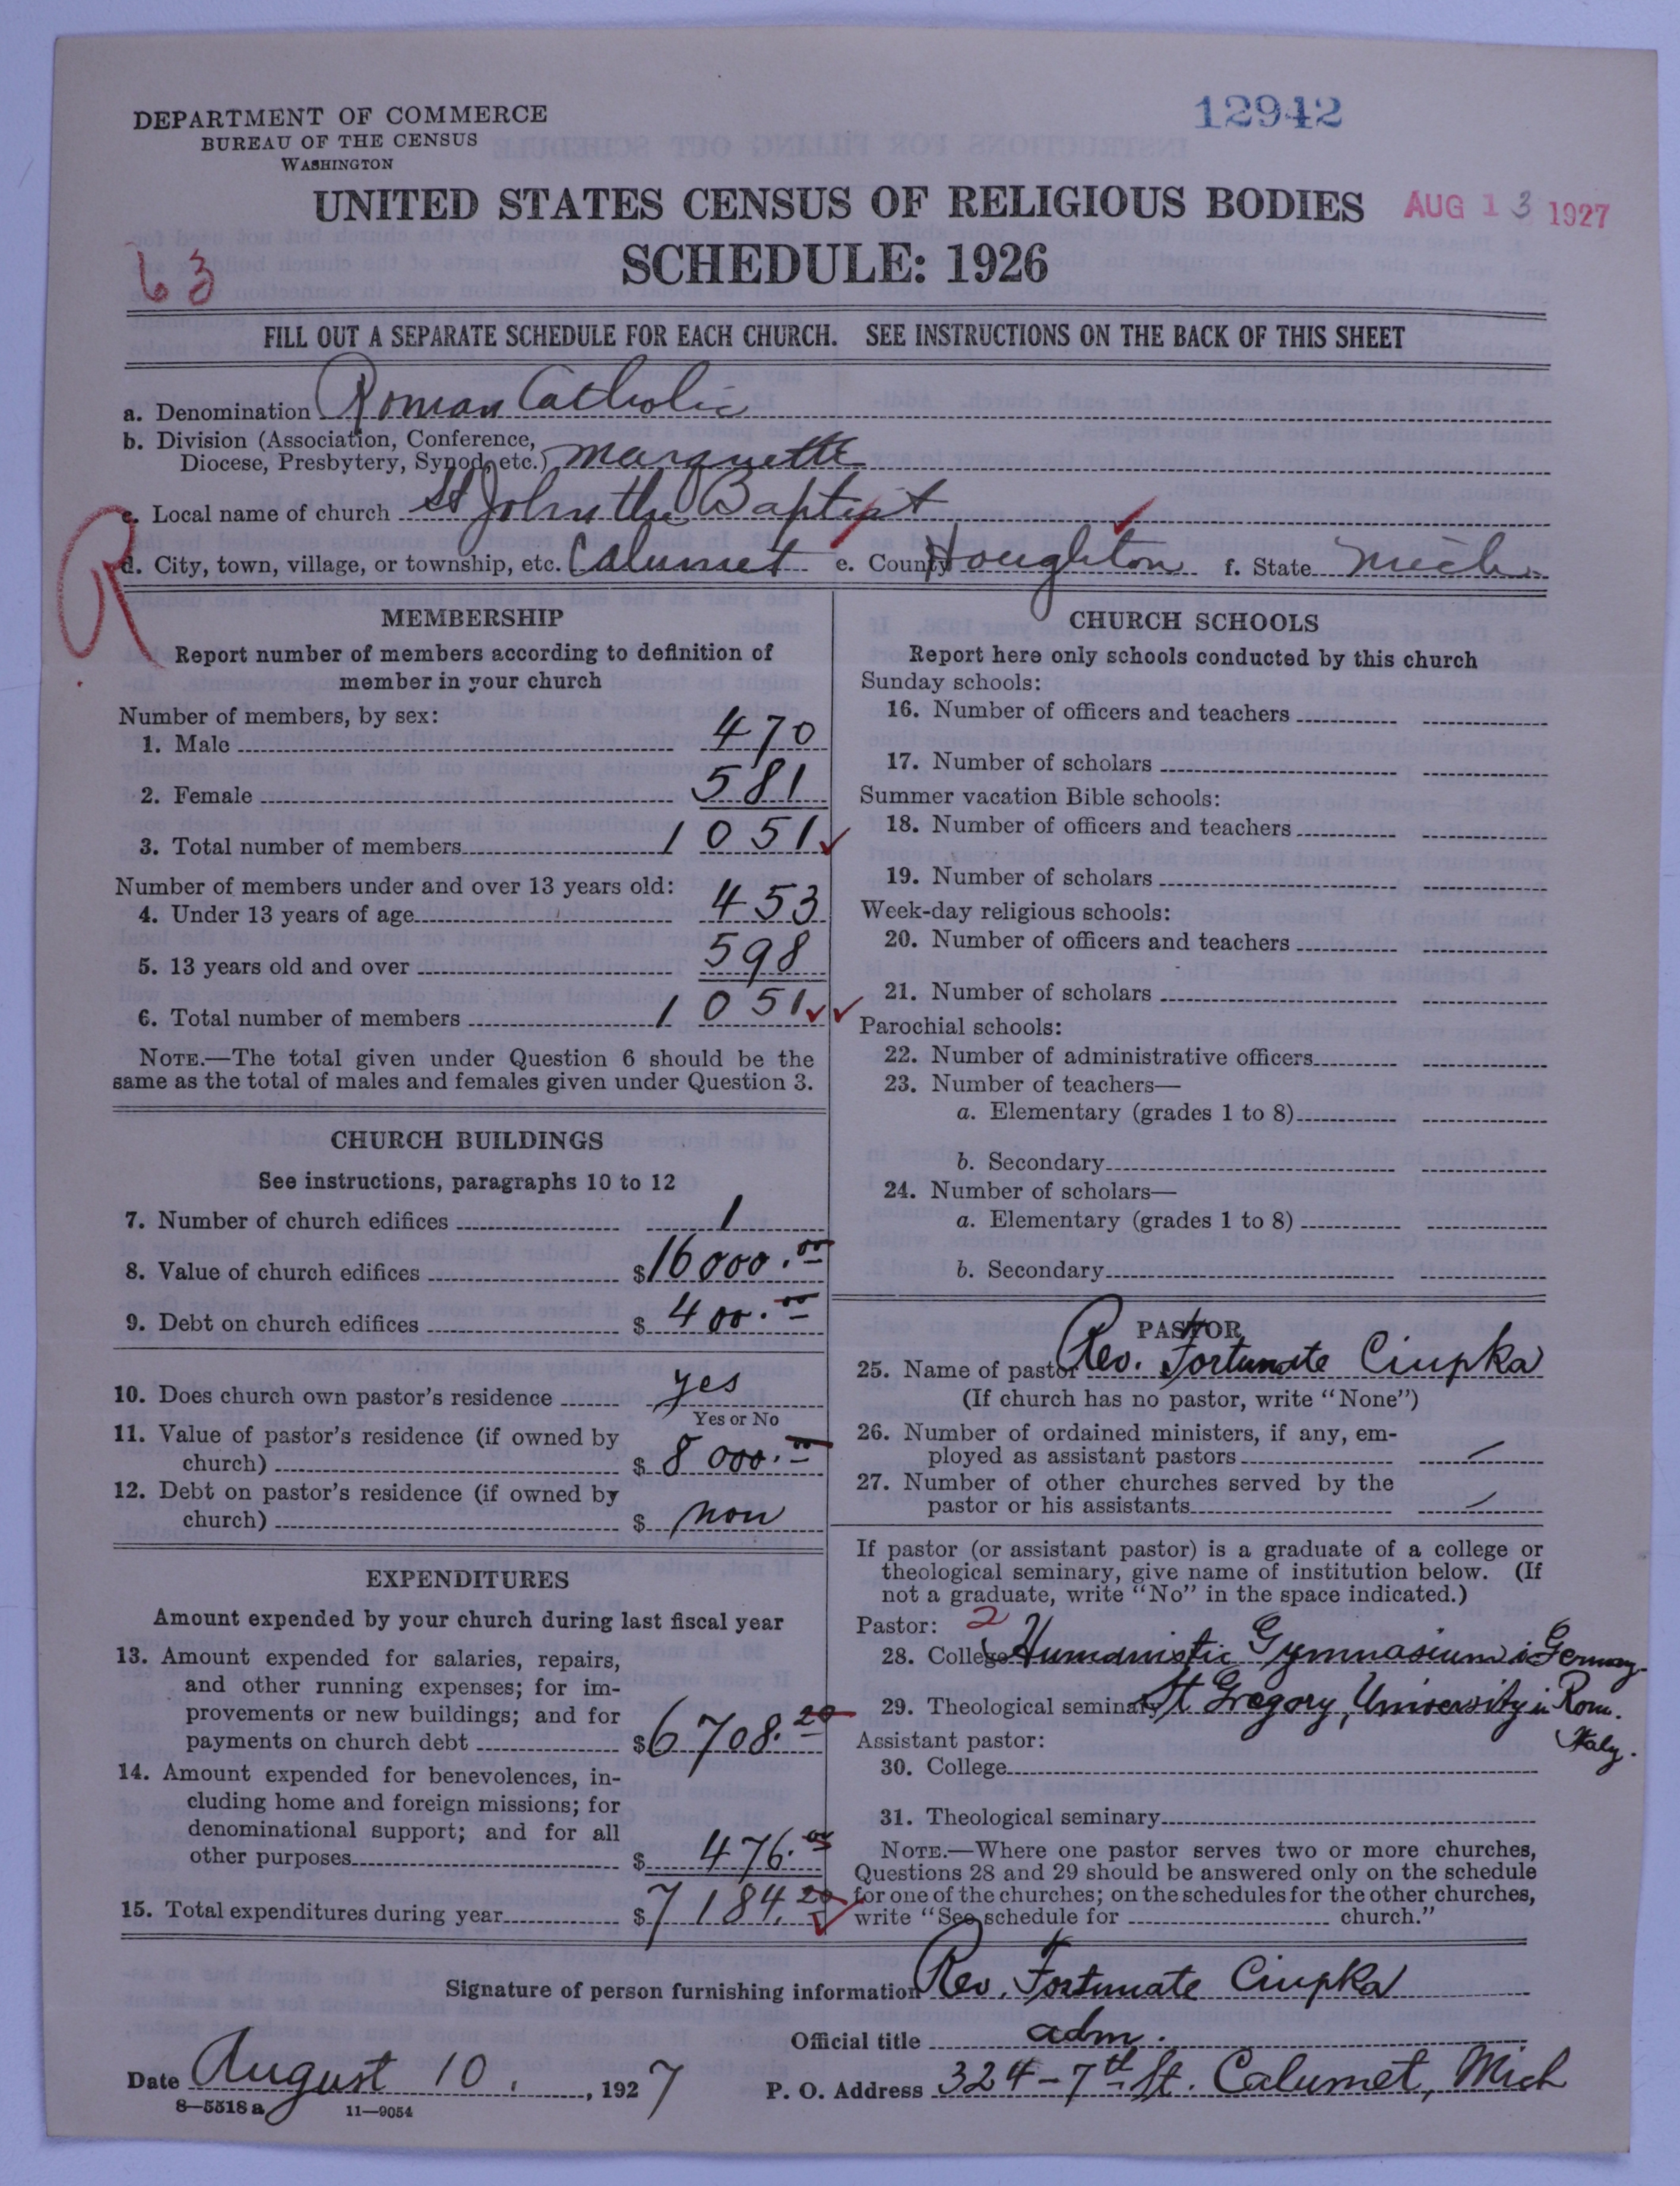 DEPARTMENT OF COMMERCE
BUREAU OF THE CENSUS
WASHINGTON
12942
UNITED STATES CENSUS OF RELIGIOUS BODIES
AUG 13 1927
SCHEDULE: 1926
63
FILL OUT A SEPARATE SCHEDULE FOR EACH CHURCH. SEE INSTRUCTIONS ON THE BACK OF THIS SHEET
a. Denomination Roman Catholic
b. Division (Association, Conference,
Diocese, Presbytery, Synod, etc.) Marquette
c. Local name of church St John the Baptist
R
d. City, town, village, or township, etc. Calumet e. County Houghton f. State Mich.
MEMBERSHIP
Report number of members according to definition of
member in your church
Number of members, by sex:
1. Male 470
2. Female 581
3. Total number of members 1 051
Number of members under and over 13 years old:
4. Under 13 years of age 453
5. 13 years old and over 598
6. Total number of members 1 051
NOTE.—The total given under Question 6 should be the
same as the total of males and females given under Question 3.
CHURCH BUILDINGS
See instructions, paragraphs 10 to 12
7. Number of church edifices 1
8. Value of church edifices $16000.00
9. Debt on church edifices $ 400.00
10. Does church own pastor's residence yes
Yes or No
11. Value of pastor's residence (if owned by
church) $ 8 000.00
12. Debt on pastor's residence (if owned by
church) $ non
EXPENDITURES
Amount expended by your church during last fiscal year
13. Amount expended for salaries, repairs,
and other running expenses; for im-
provements or new buildings; and for
payments on church debt $6708.20
14. Amount expended for benevolences, in-
cluding home and foreign missions; for
denominational support; and for all
other purposes $ 476.00
15. Total expenditures during year $7184.20
CHURCH SCHOOLS
Report here only schools conducted by this church
Sunday schools:
16. Number of officers and teachers
17. Number of scholars
Summer vacation Bible schools:
18. Number of officers and teachers
19. Number of scholars
Week-day religious schools:
20. Number of officers and teachers
21. Number of scholars
Parochial schools:
22. Number of administrative officers
23. Number of teachers—
a. Elementary (grades 1 to 8)
b. Secondary
24. Number of scholars—
a. Elementary (grades 1 to 8)
b. Secondary
PASTOR
25. Name of pastor Rev. Fortunate Ciupka
(If church has no pastor, write "None")
26. Number of ordained ministers, if any, em-
ployed as assistant pastors —
27. Number of other churches served by the
pastor or his assistants —
If pastor (or assistant pastor) is a graduate of a college or
theological seminary, give name of institution below. (If
not a graduate, write "No" in the space indicated.)
Pastor: 2
28. College Humanistic Gymnasium i. Germany.
29. Theological seminary St Gregory, University in Rom.
Italy.
Assistant pastor:
30. College
31. Theological seminary
NOTE.—Where one pastor serves two or more churches,
Questions 28 and 29 should be answered only on the schedule
for one of the churches; on the schedules for the other churches,
write "See schedule for church."
Signature of person furnishing information Rev. Fortunate Ciupka
Official title adm.
Date August 10, , 1927
P. O. Address 324 - 7th St. Calumet, Mich
8—5518 a 11—9054